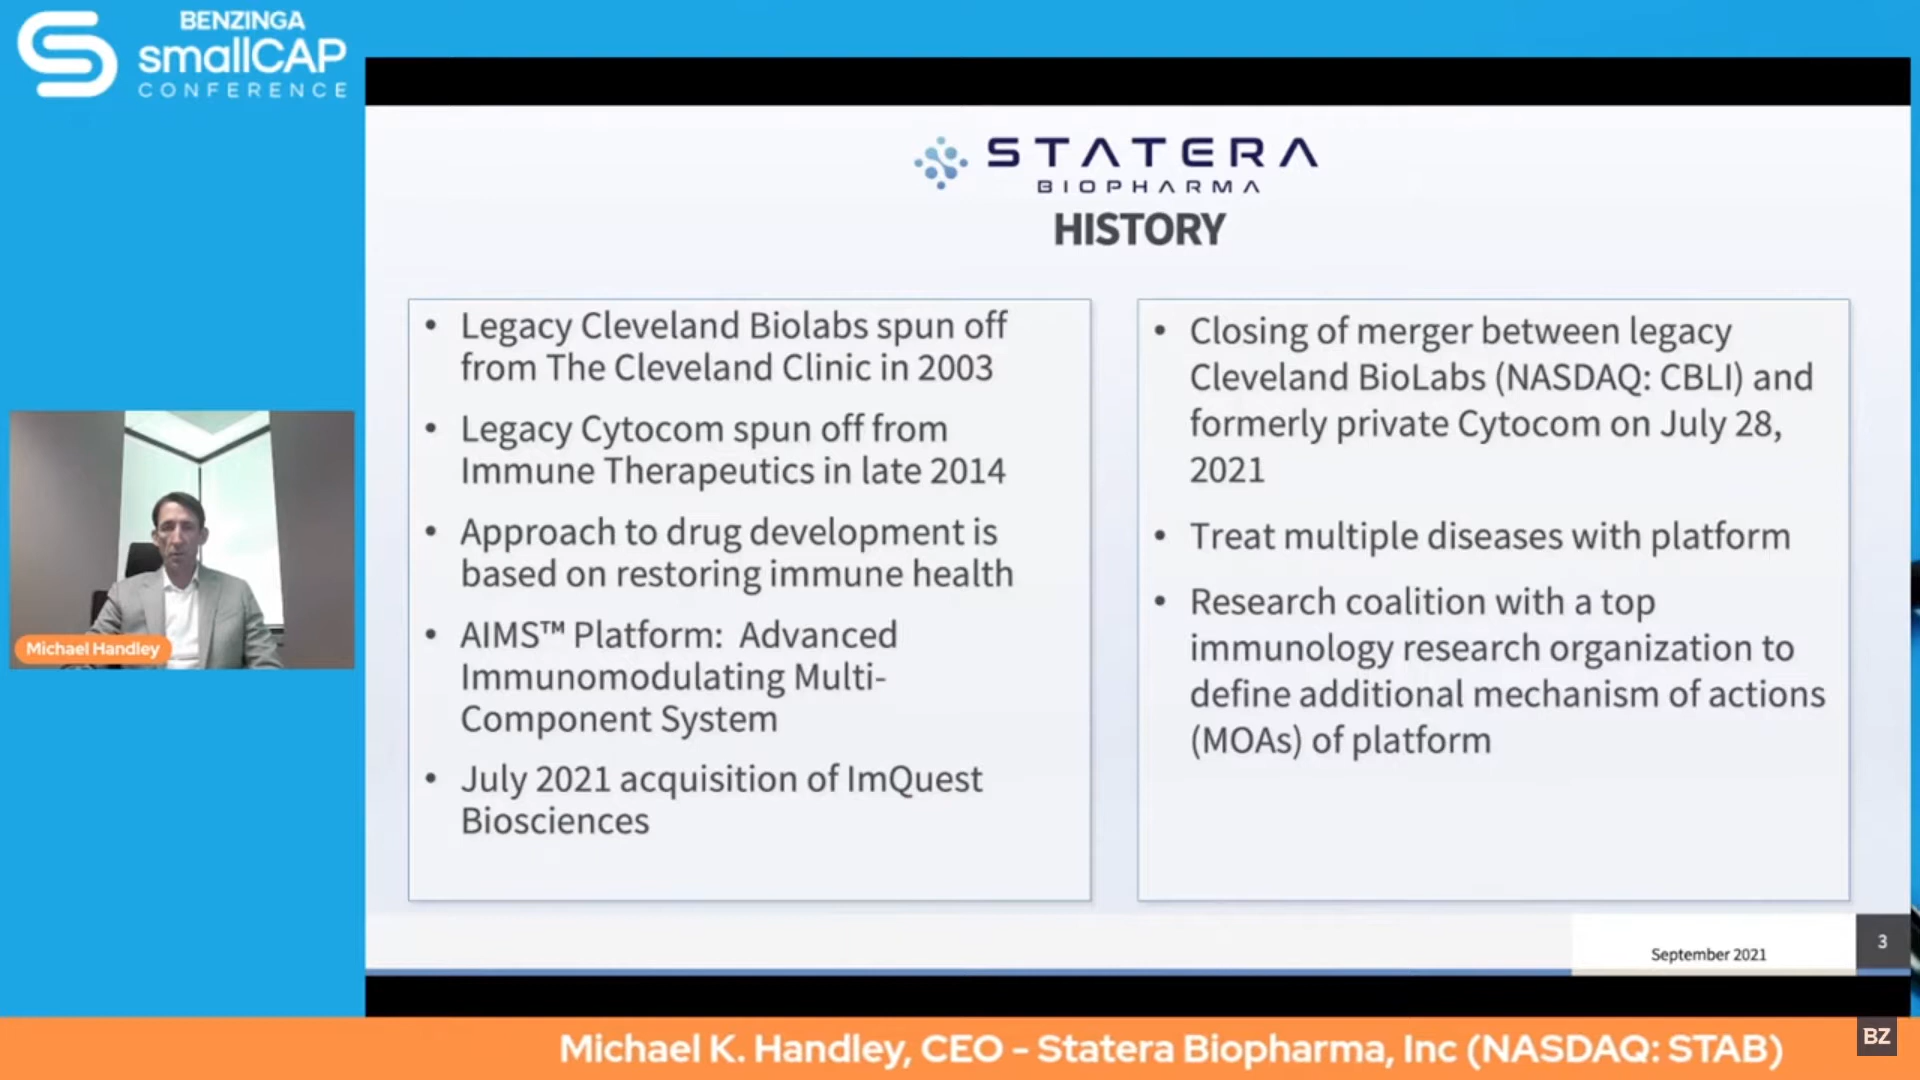 BENZINGA
smallCAP
CONFERENCE
STATERA
BIOPHARMA
HISTORY
• Legacy Cleveland Biolabs spun off
from The Cleveland Clinic in 2003
• Legacy Cytocom spun off from
Immune Therapeutics in late 2014
• Approach to drug development is
based on restoring immune health
• AIMS™ Platform: Advanced
Immunomodulating Multi-
Component System
• July 2021 acquisition of ImQuest
Biosciences
• Closing of merger between legacy
Cleveland BioLabs (NASDAQ: CBLI) and
formerly private Cytocom on July 28,
2021
• Treat multiple diseases with platform
• Research coalition with a top
immunology research organization to
define additional mechanism of actions
(MOAs) of platform
Michael Handley
September 2021
3
Michael K. Handley, CEO - Statera Biopharma, Inc (NASDAQ: STAB)
BZ